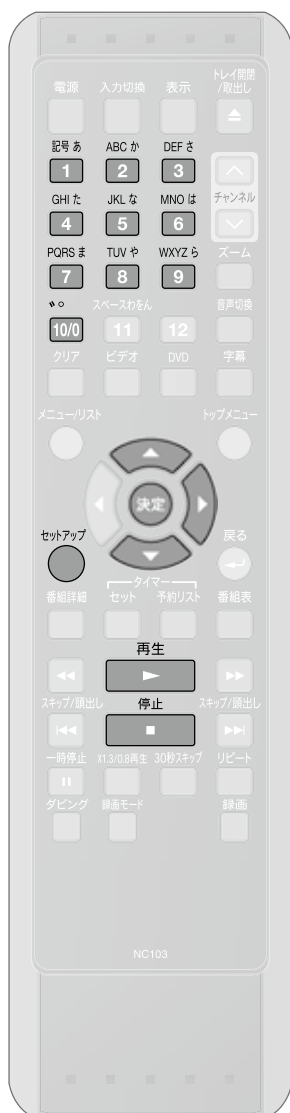 電源 入力切換 表示 トレイ開閉/取出し
記号 あ ABC か DEF さ
1 2 3
GHI た JKL な MNO は チャンネル
4 5 6
PQRS ま TUV や WXYZ ら ズーム
7 8 9
゛゜ スペースわをん 音声切換
10/0 11 12
クリア ビデオ DVD 字幕
メニュー/リスト トップメニュー
決定
セットアップ 戻る
タイマー
番組詳細 セット 予約リスト 番組表
再生
スキップ/頭出し 停止 スキップ/頭出し
一時停止 X1.3/0.8再生 30秒スキップ リピート
ダビング 録画モード 録画
NC103